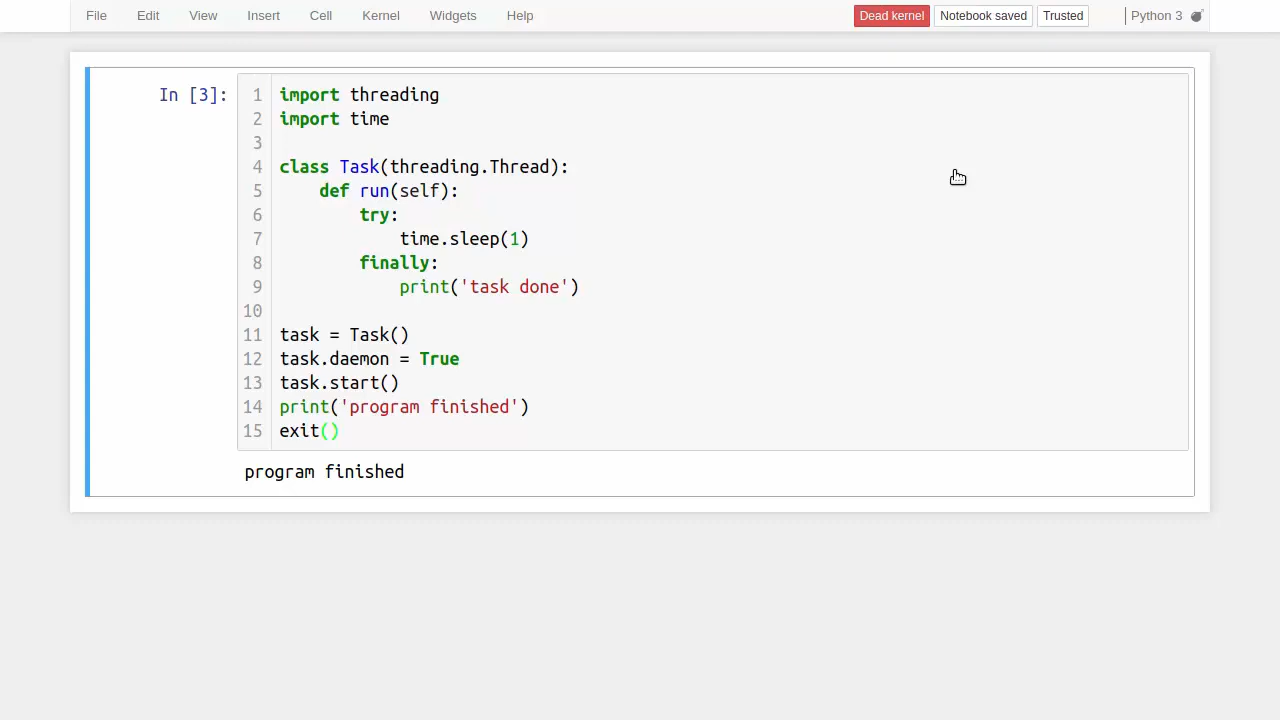 File Edit View Insert Cell Kernel Widgets Help Dead kernel Notebook saved Trusted Python 3
In [3]:
1 import threading
2 import time
3
4 class Task(threading.Thread):
5     def run(self):
6         try:
7             time.sleep(1)
8         finally:
9             print('task done')
10
11 task = Task()
12 task.daemon = True
13 task.start()
14 print('program finished')
15 exit()
program finished